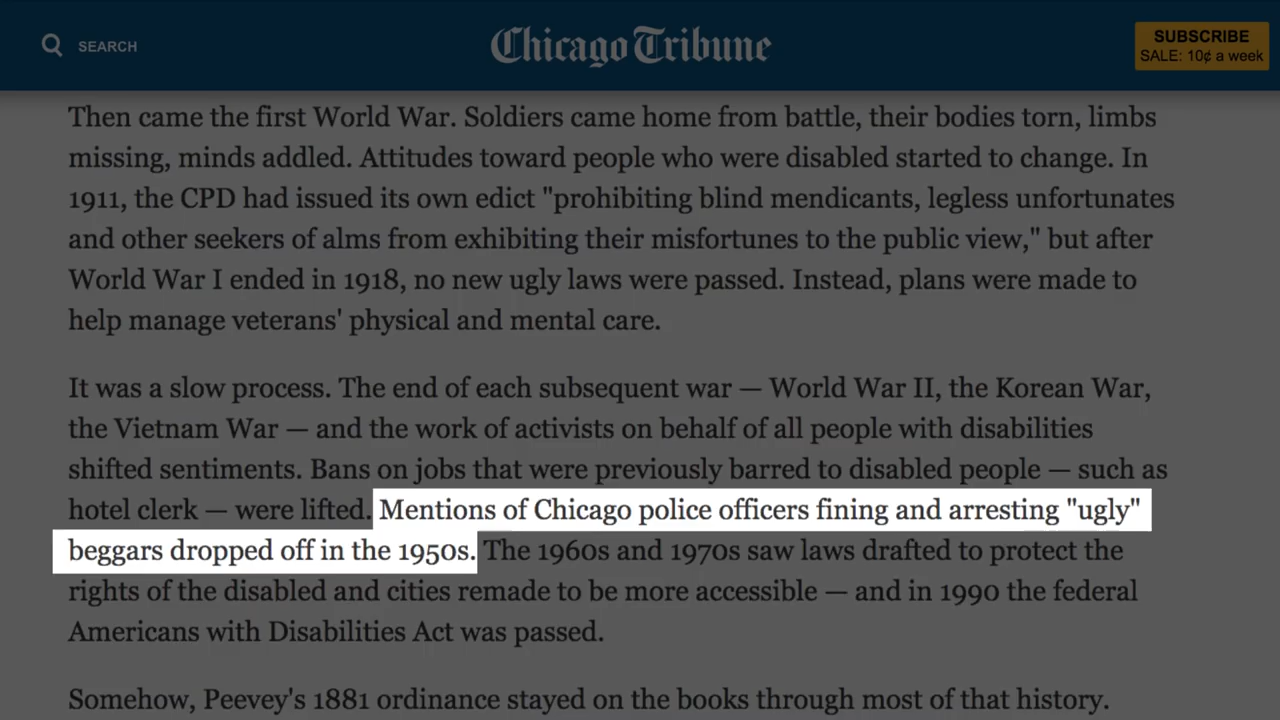 SEARCH
Chicago Tribune
SUBSCRIBE
SALE: 10¢ a week
Then came the first World War. Soldiers came home from battle, their bodies torn, limbs
missing, minds addled. Attitudes toward people who were disabled started to change. In
1911, the CPD had issued its own edict "prohibiting blind mendicants, legless unfortunates
and other seekers of alms from exhibiting their misfortunes to the public view," but after
World War I ended in 1918, no new ugly laws were passed. Instead, plans were made to
help manage veterans' physical and mental care.
It was a slow process. The end of each subsequent war — World War II, the Korean War,
the Vietnam War — and the work of activists on behalf of all people with disabilities
shifted sentiments. Bans on jobs that were previously barred to disabled people — such as
hotel clerk — were lifted. Mentions of Chicago police officers fining and arresting "ugly"
beggars dropped off in the 1950s. The 1960s and 1970s saw laws drafted to protect the
rights of the disabled and cities remade to be more accessible — and in 1990 the federal
Americans with Disabilities Act was passed.
Somehow, Peevey's 1881 ordinance stayed on the books through most of that history.